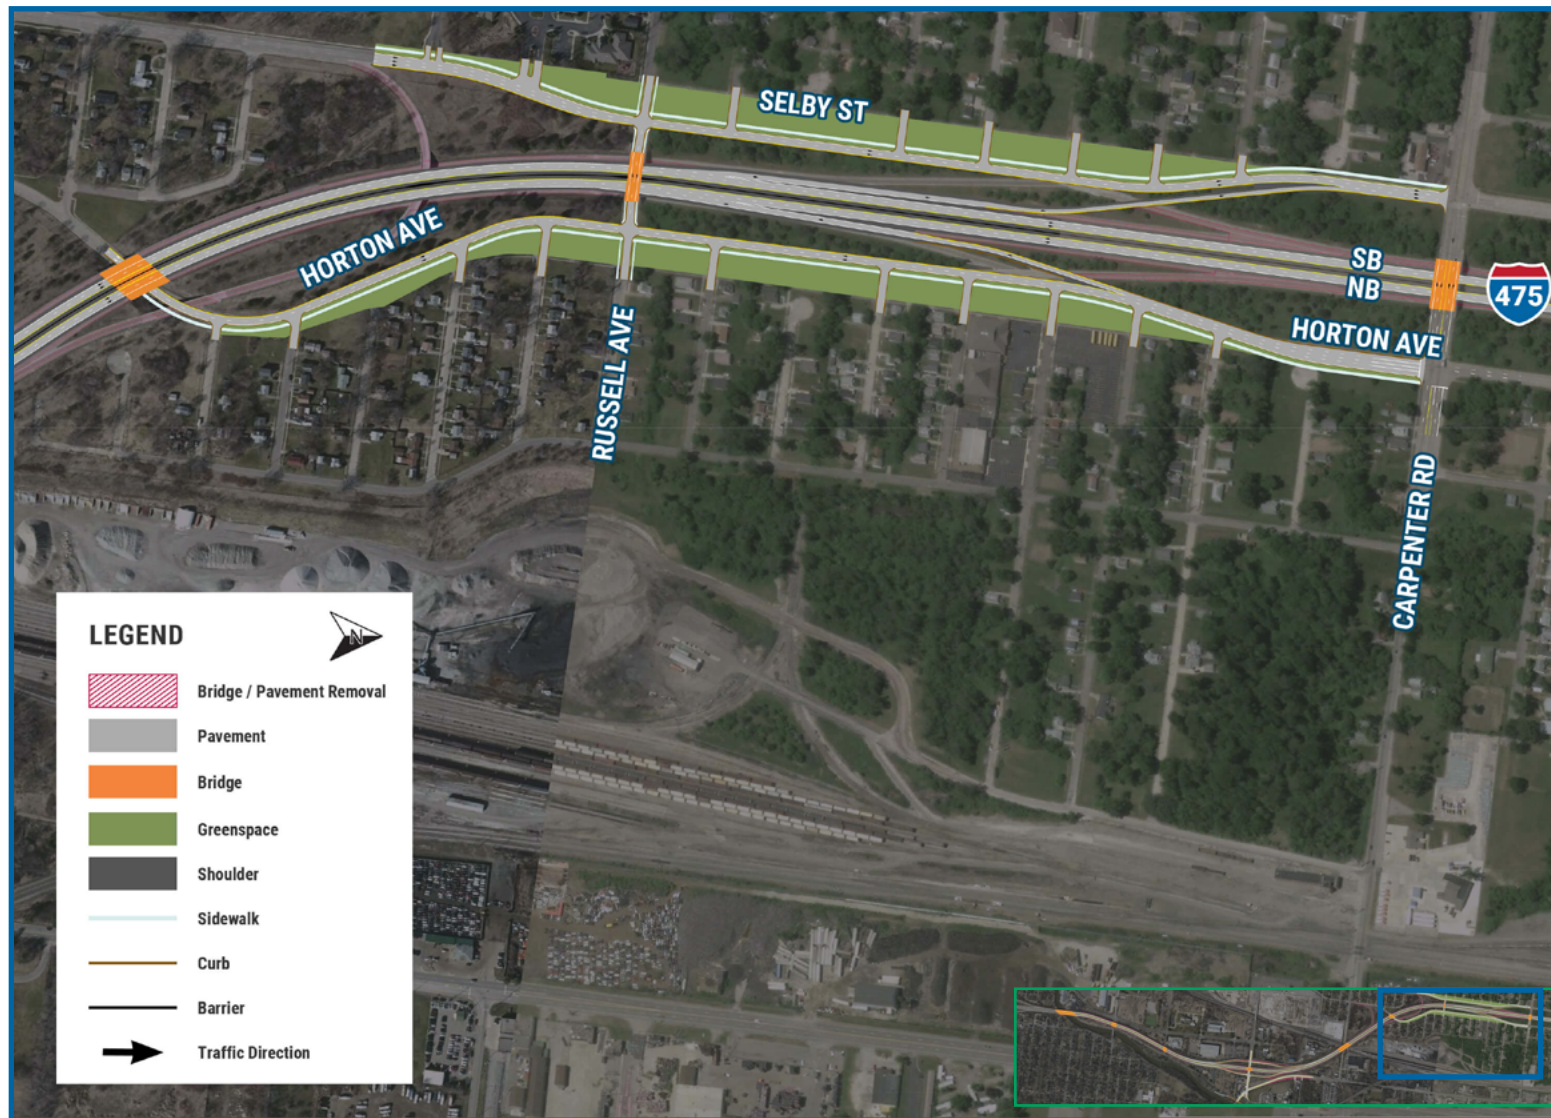 SELBY ST
HORTON AVE
RUSSELL AVE
SB
NB
475
HORTON AVE
CARPENTER RD
LEGEND
N
Bridge / Pavement Removal
Pavement
Bridge
Greenspace
Shoulder
Sidewalk
Curb
Barrier
Traffic Direction